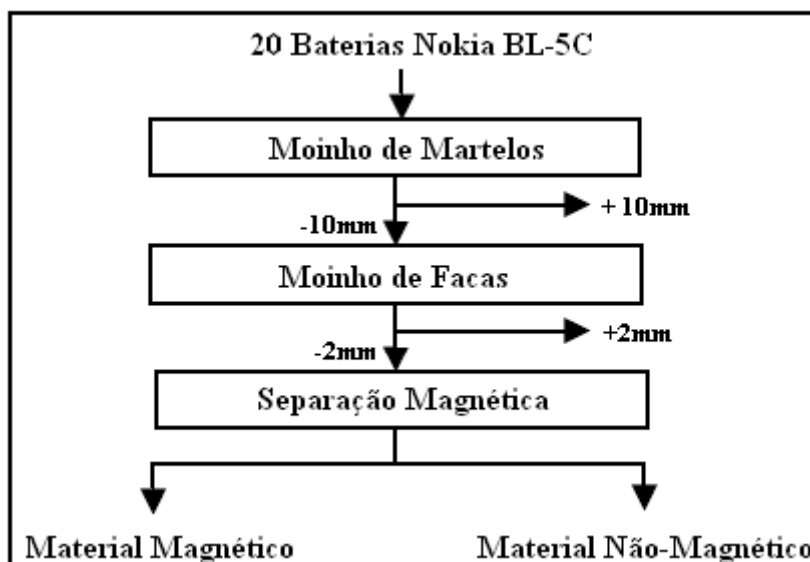 20 Baterias Nokia BL-5C
Moinho de Martelos
+ 10mm
-10mm
Moinho de Facas
+2mm
-2mm
Separação Magnética
Material Magnético
Material Não-Magnético